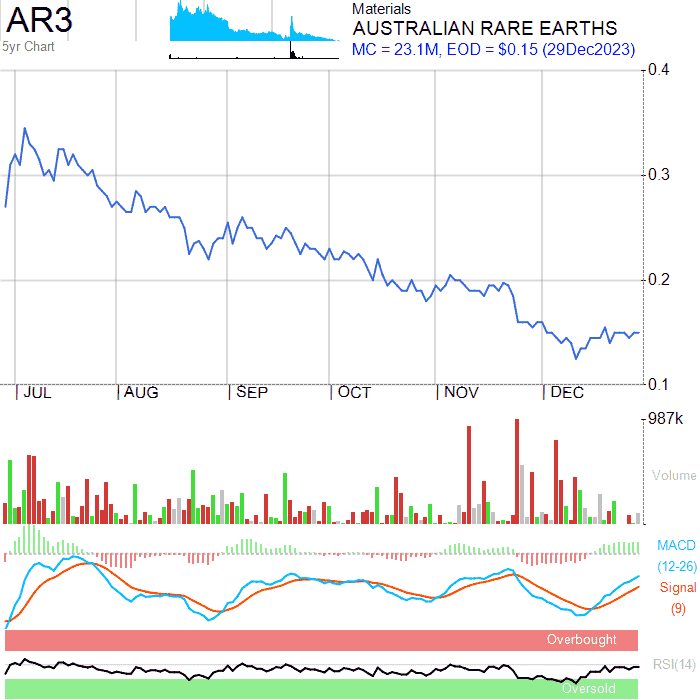 AR3
5yr Chart
Materials
AUSTRALIAN RARE EARTHS
MC = 23.1M, EOD = $0.15 (29Dec2023)
0.4
0.3
0.2
0.1
JUL AUG SEP OCT NOV DEC
987k
Volume
MACD
(12-26)
Signal
(9)
Overbought
RSI(14)
Oversold